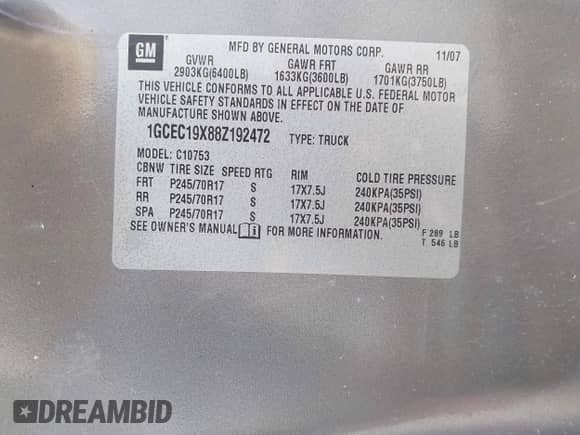 GM
MFD BY GENERAL MOTORS CORP. 11/07
GVWR GAWR FRT GAWR RR
2903KG(6400LB) 1633KG(3600LB) 1701KG(3750LB)
THIS VEHICLE CONFORMS TO ALL APPLICABLE U.S. FEDERAL MOTOR
VEHICLE SAFETY STANDARDS IN EFFECT ON THE DATE OF
MANUFACTURE SHOWN ABOVE.
1GCEC19X88Z192472 TYPE: TRUCK
MODEL: C10753
CBNW TIRE SIZE SPEED RTG RIM COLD TIRE PRESSURE
FRT P245/70R17 S 17X7.5J 240KPA(35PSI)
RR P245/70R17 S 17X7.5J 240KPA(35PSI)
SPA P245/70R17 S 17X7.5J 240KPA(35PSI)
SEE OWNER'S MANUAL FOR MORE INFORMATION.
F 289 LB
T 546 LB
DREAMBID